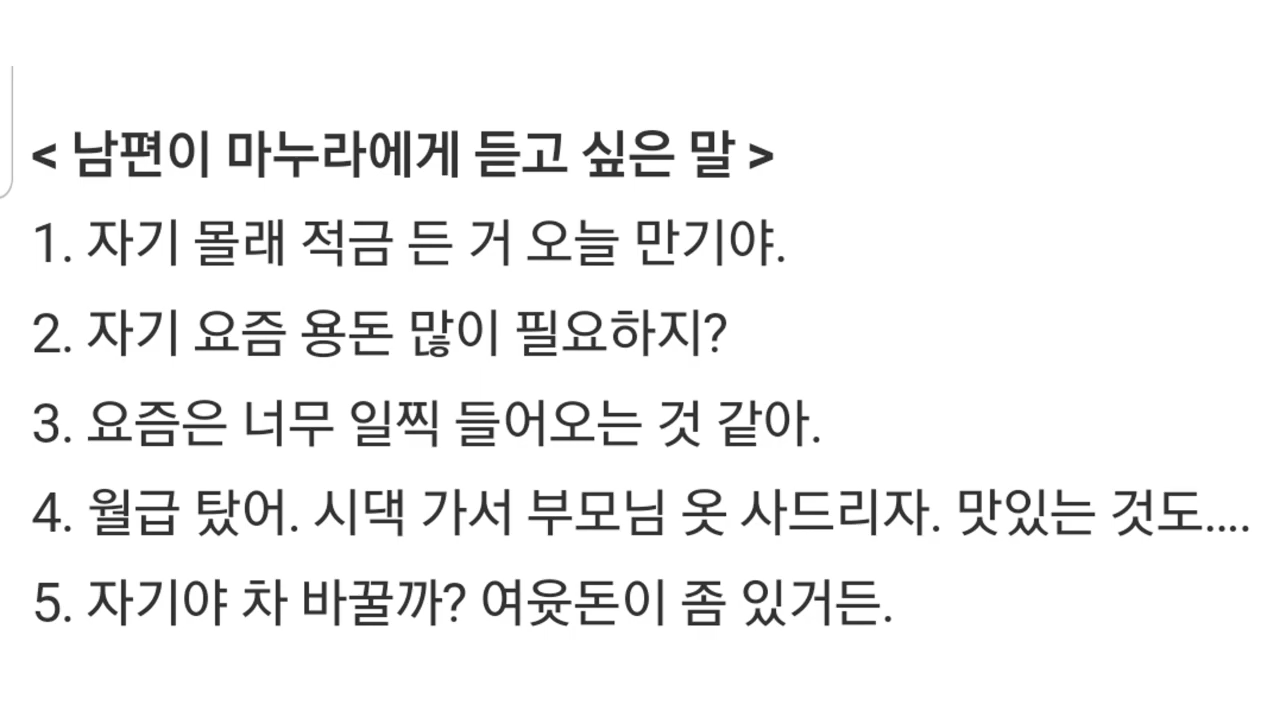 < 남편이 마누라에게 듣고 싶은 말 >
1. 자기 몰래 적금 든 거 오늘 만기야.
2. 자기 요즘 용돈 많이 필요하지?
3. 요즘은 너무 일찍 들어오는 것 같아.
4. 월급 탔어. 시댁 가서 부모님 옷 사드리자. 맛있는 것도....
5. 자기야 차 바꿀까? 여윳돈이 좀 있거든.